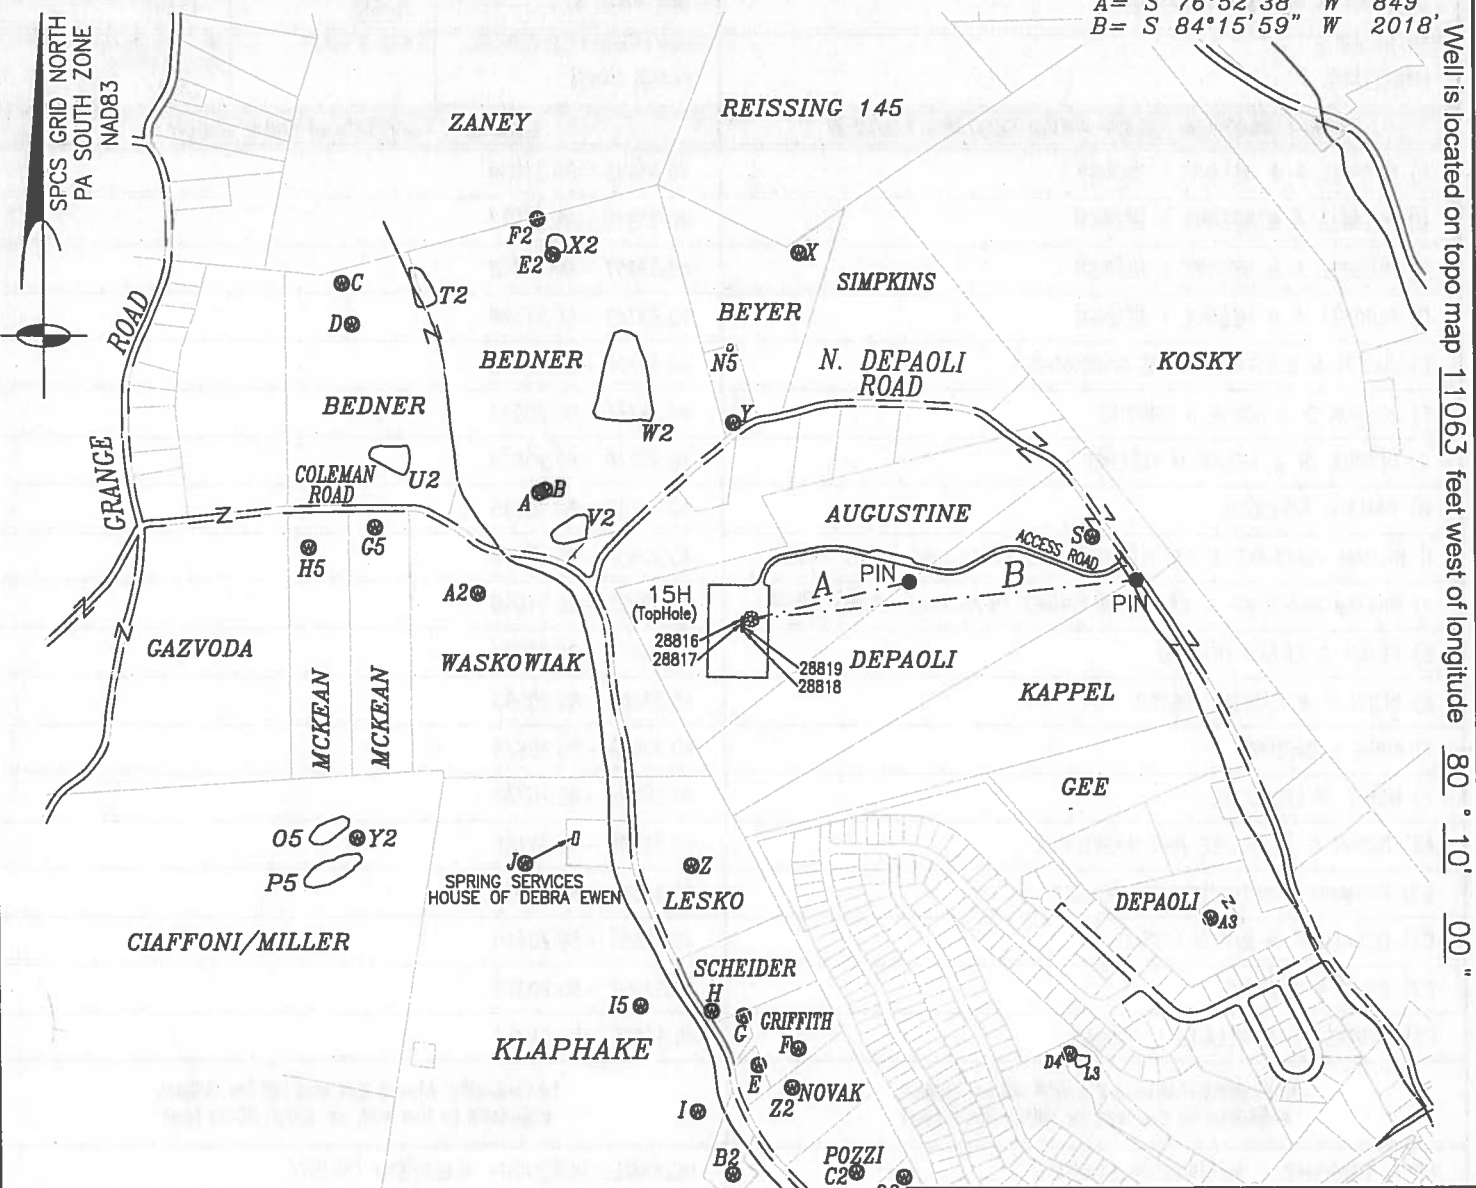 A= S 76°52'38" W 849'
B= S 84°15'59" W 2018'
SPCS GRID NORTH
PA SOUTH ZONE
NAD83
Well is located on topo map 11063 feet west of longitude 80 ° 10' 00 "
ZANEY
REISSING 145
F2
X2
E2
X
C
T2
SIMPKINS
BEYER
D
ROAD
BEDNER
N5
N. DEPAOLI
ROAD
KOSKY
BEDNER
Y
W2
GRANGE
COLEMAN
ROAD
U2
A
B
V2
AUGUSTINE
G5
H5
S
ACCESS ROAD
A2
15H
(TopHole)
A
PIN
B
PIN
28816
28817
28819
28818
GAZVODA
WASKOWIAK
DEPAOLI
KAPPEL
MCKEAN
MCKEAN
GEE
O5
Y2
P5
J
Z
SPRING SERVICES
HOUSE OF DEBRA EWEN
LESKO
DEPAOLI
A3
CIAFFONI/MILLER
SCHEIDER
H
I5
G
GRIFFITH
F
KLAPHAKE
E
D4
L3
NOVAK
Z2
I
B2
POZZI
C2